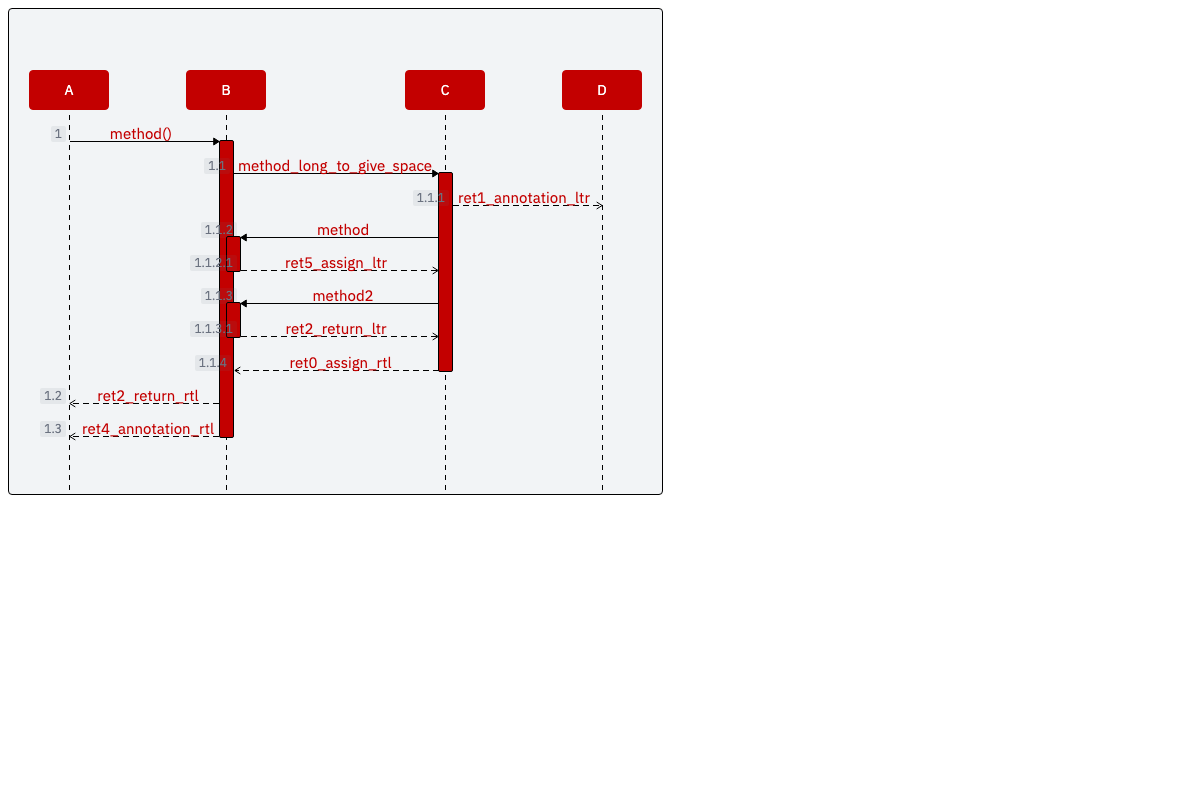 A B C D
1 method()
1.1 method_long_to_give_space
1.1.1 ret1_annotation_ltr
1.1.2 method
1.1.2.1 ret5_assign_ltr
1.1.3 method2
1.1.3.1 ret2_return_ltr
1.1.4 ret0_assign_rtl
1.2 ret2_return_rtl
1.3 ret4_annotation_rtl